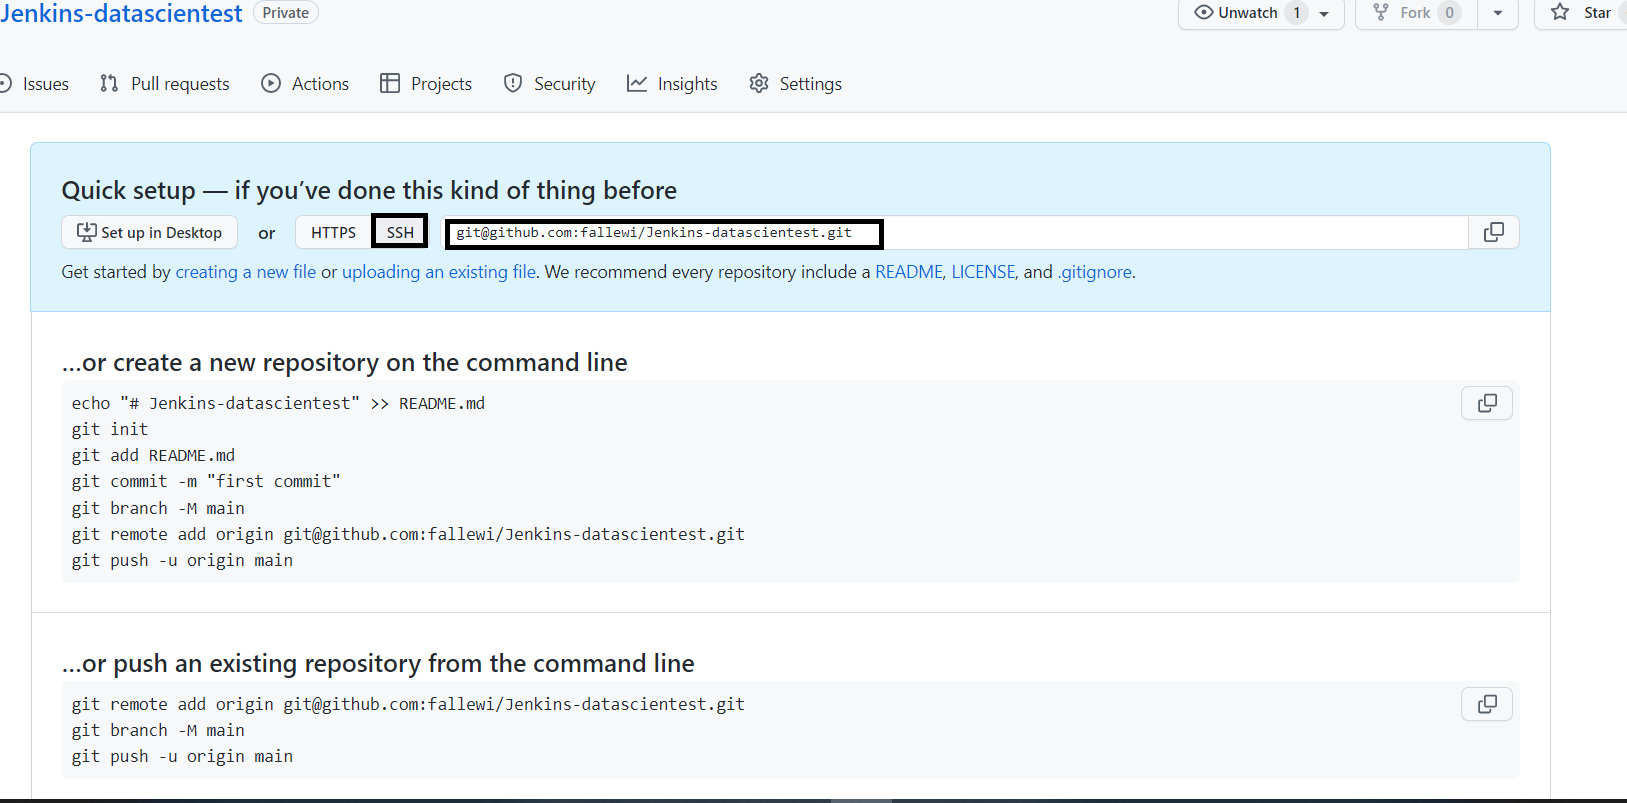 Jenkins-datascientest Private
Unwatch 1 Fork 0 Star
Issues Pull requests Actions Projects Security Insights Settings
Quick setup — if you’ve done this kind of thing before
Set up in Desktop or HTTPS SSH git@github.com:fallewi/Jenkins-datascientest.git
Get started by creating a new file or uploading an existing file. We recommend every repository include a README, LICENSE, and .gitignore.
…or create a new repository on the command line
echo "# Jenkins-datascientest" >> README.md
git init
git add README.md
git commit -m "first commit"
git branch -M main
git remote add origin git@github.com:fallewi/Jenkins-datascientest.git
git push -u origin main
…or push an existing repository from the command line
git remote add origin git@github.com:fallewi/Jenkins-datascientest.git
git branch -M main
git push -u origin main